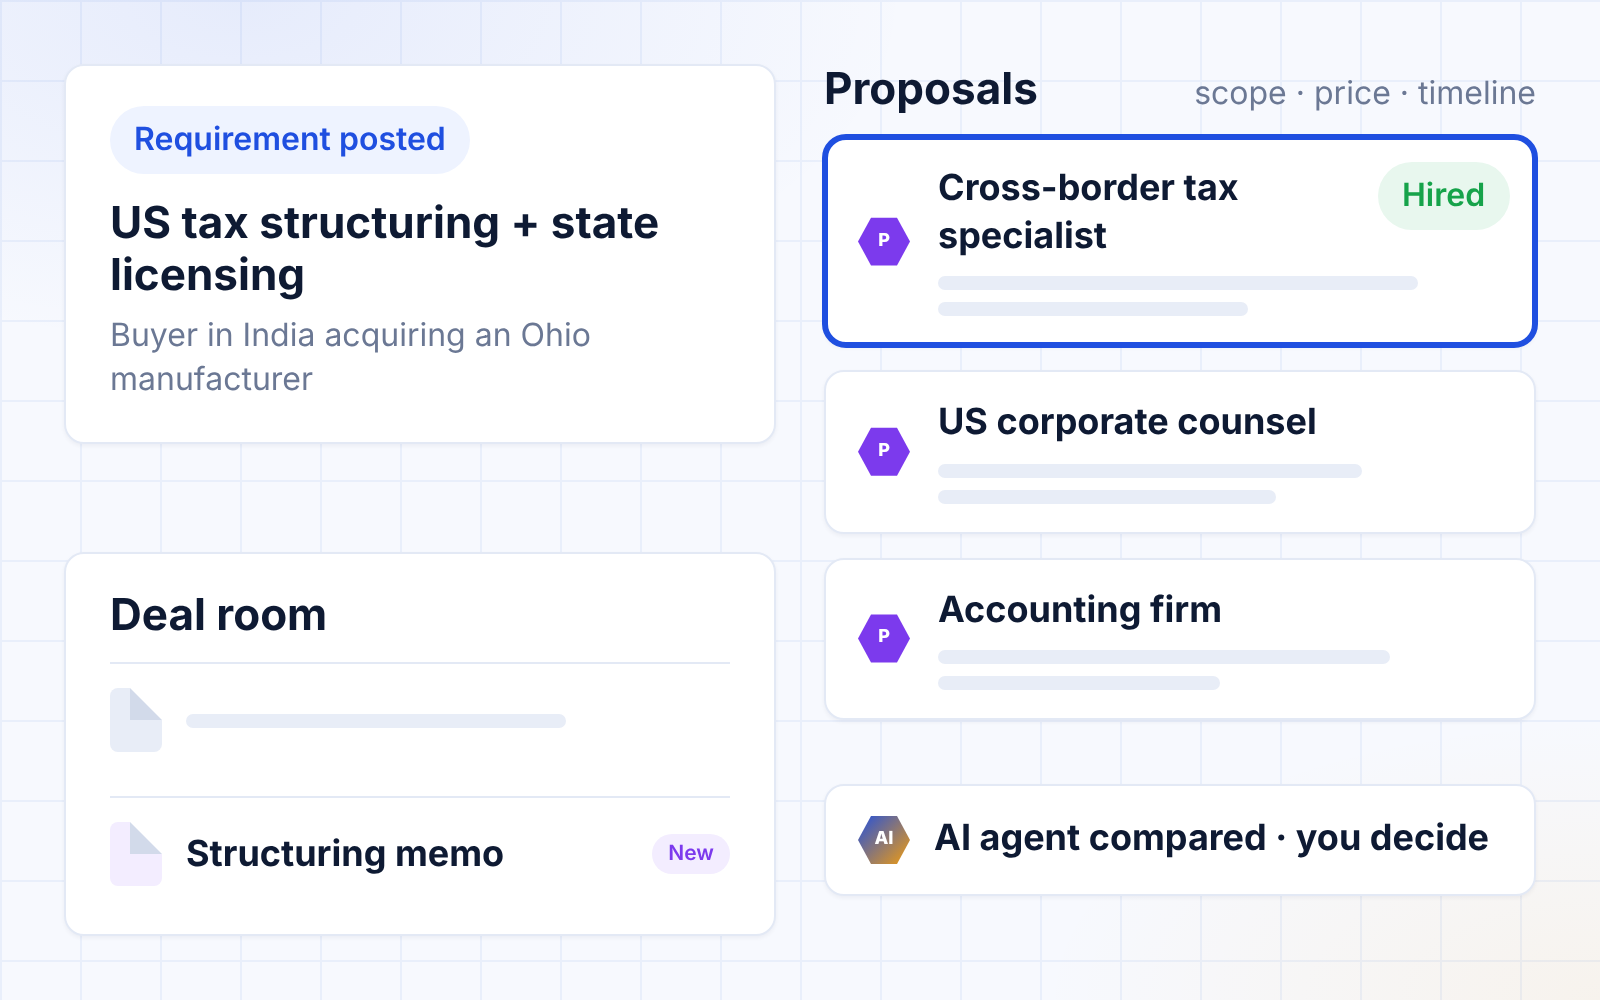 Requirement posted
US tax structuring + state
licensing
Buyer in India acquiring an Ohio
manufacturer
Deal room
Structuring memo
New
Proposals
scope · price · timeline
P
Cross-border tax
specialist
Hired
P
US corporate counsel
P
Accounting firm
AI
AI agent compared · you decide